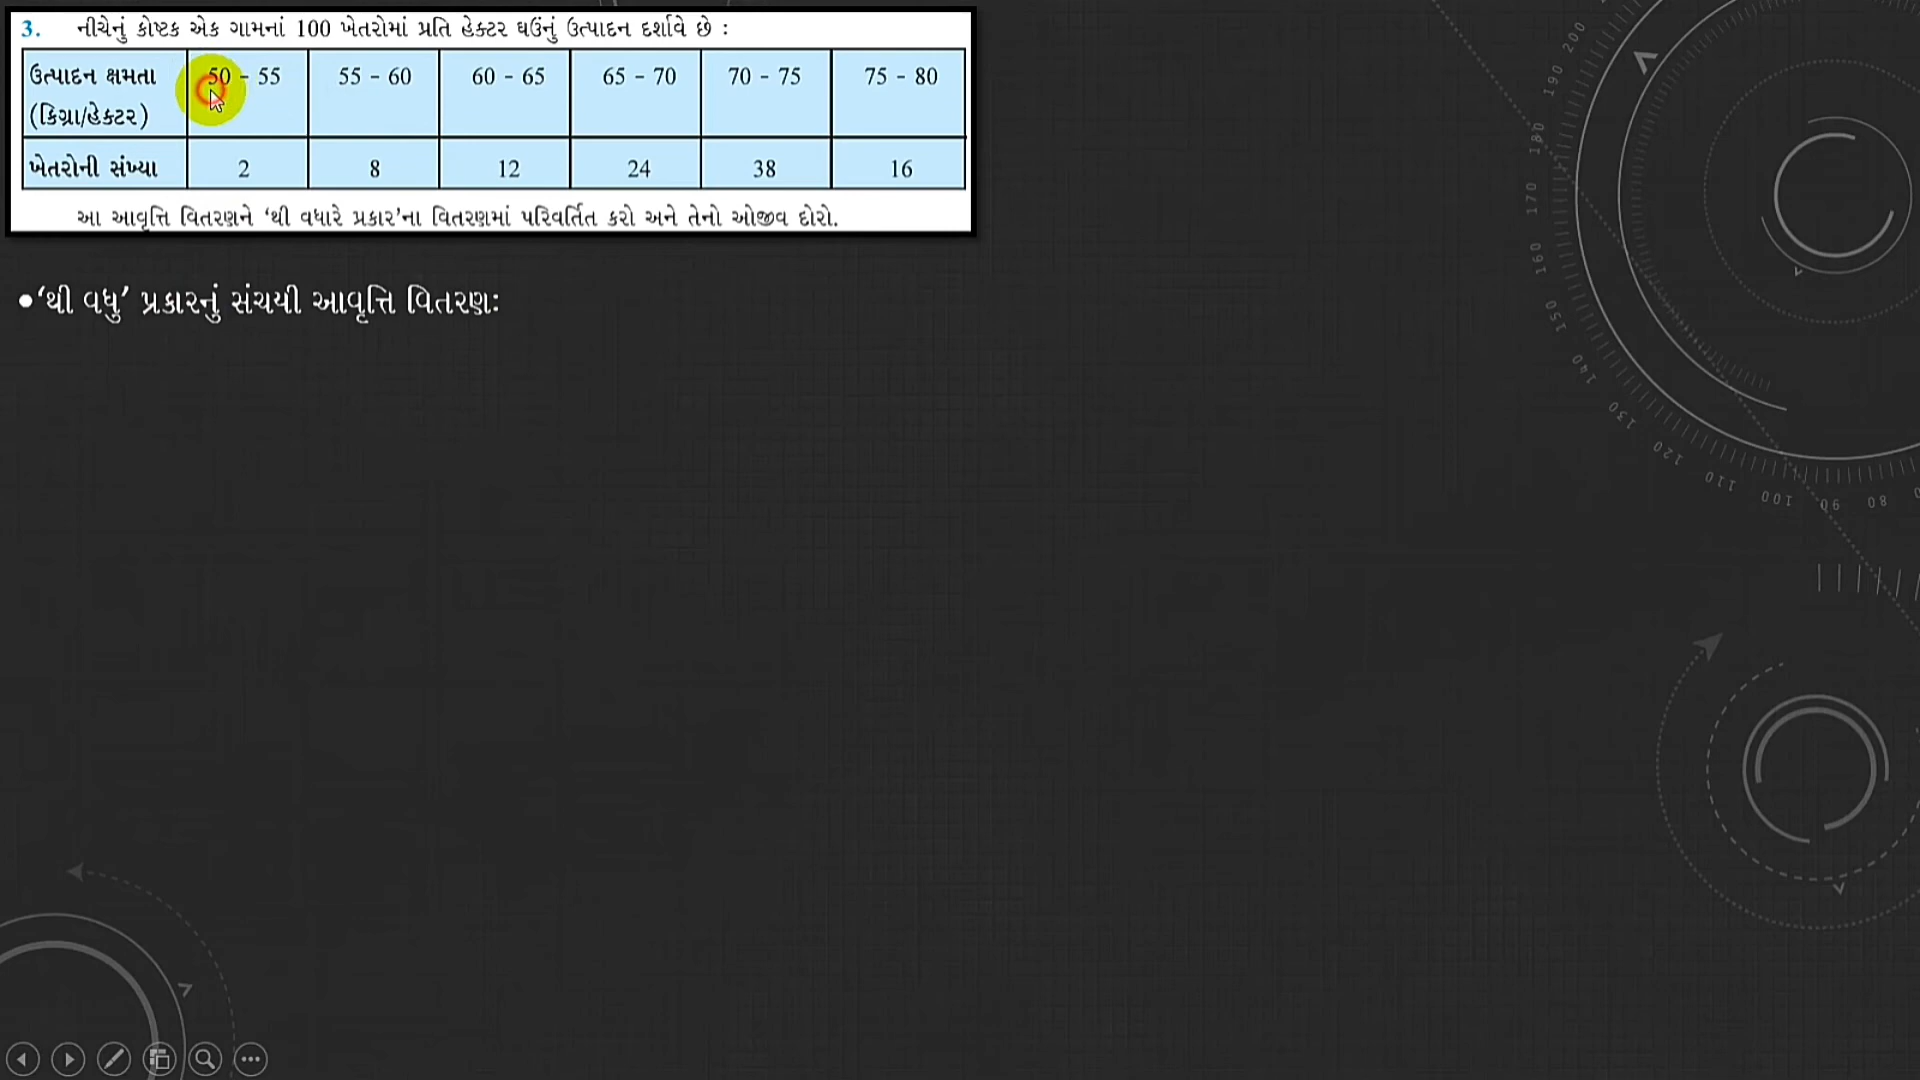 3. નીચેનું કોષ્ટક એક ગામનાં 100 ખેતરોમાં પ્રતિ હેક્ટર ઘઉંનું ઉત્પાદન દર્શાવે છે :
ઉત્પાદન ક્ષમતા (કિગ્રા/હેક્ટર) 50 - 55 55 - 60 60 - 65 65 - 70 70 - 75 75 - 80
ખેતરોની સંખ્યા 2 8 12 24 38 16
આ આવૃત્તિ વિતરણને ‘થી વધારે પ્રકાર’ના વિતરણમાં પરિવર્તિત કરો અને તેનો ઓજીવ દોરો.
●‘થી વધુ’ પ્રકારનું સંચયી આવૃત્તિ વિતરણઃ
200
190
180
170
160
150
140
130
120
110
100
90
80